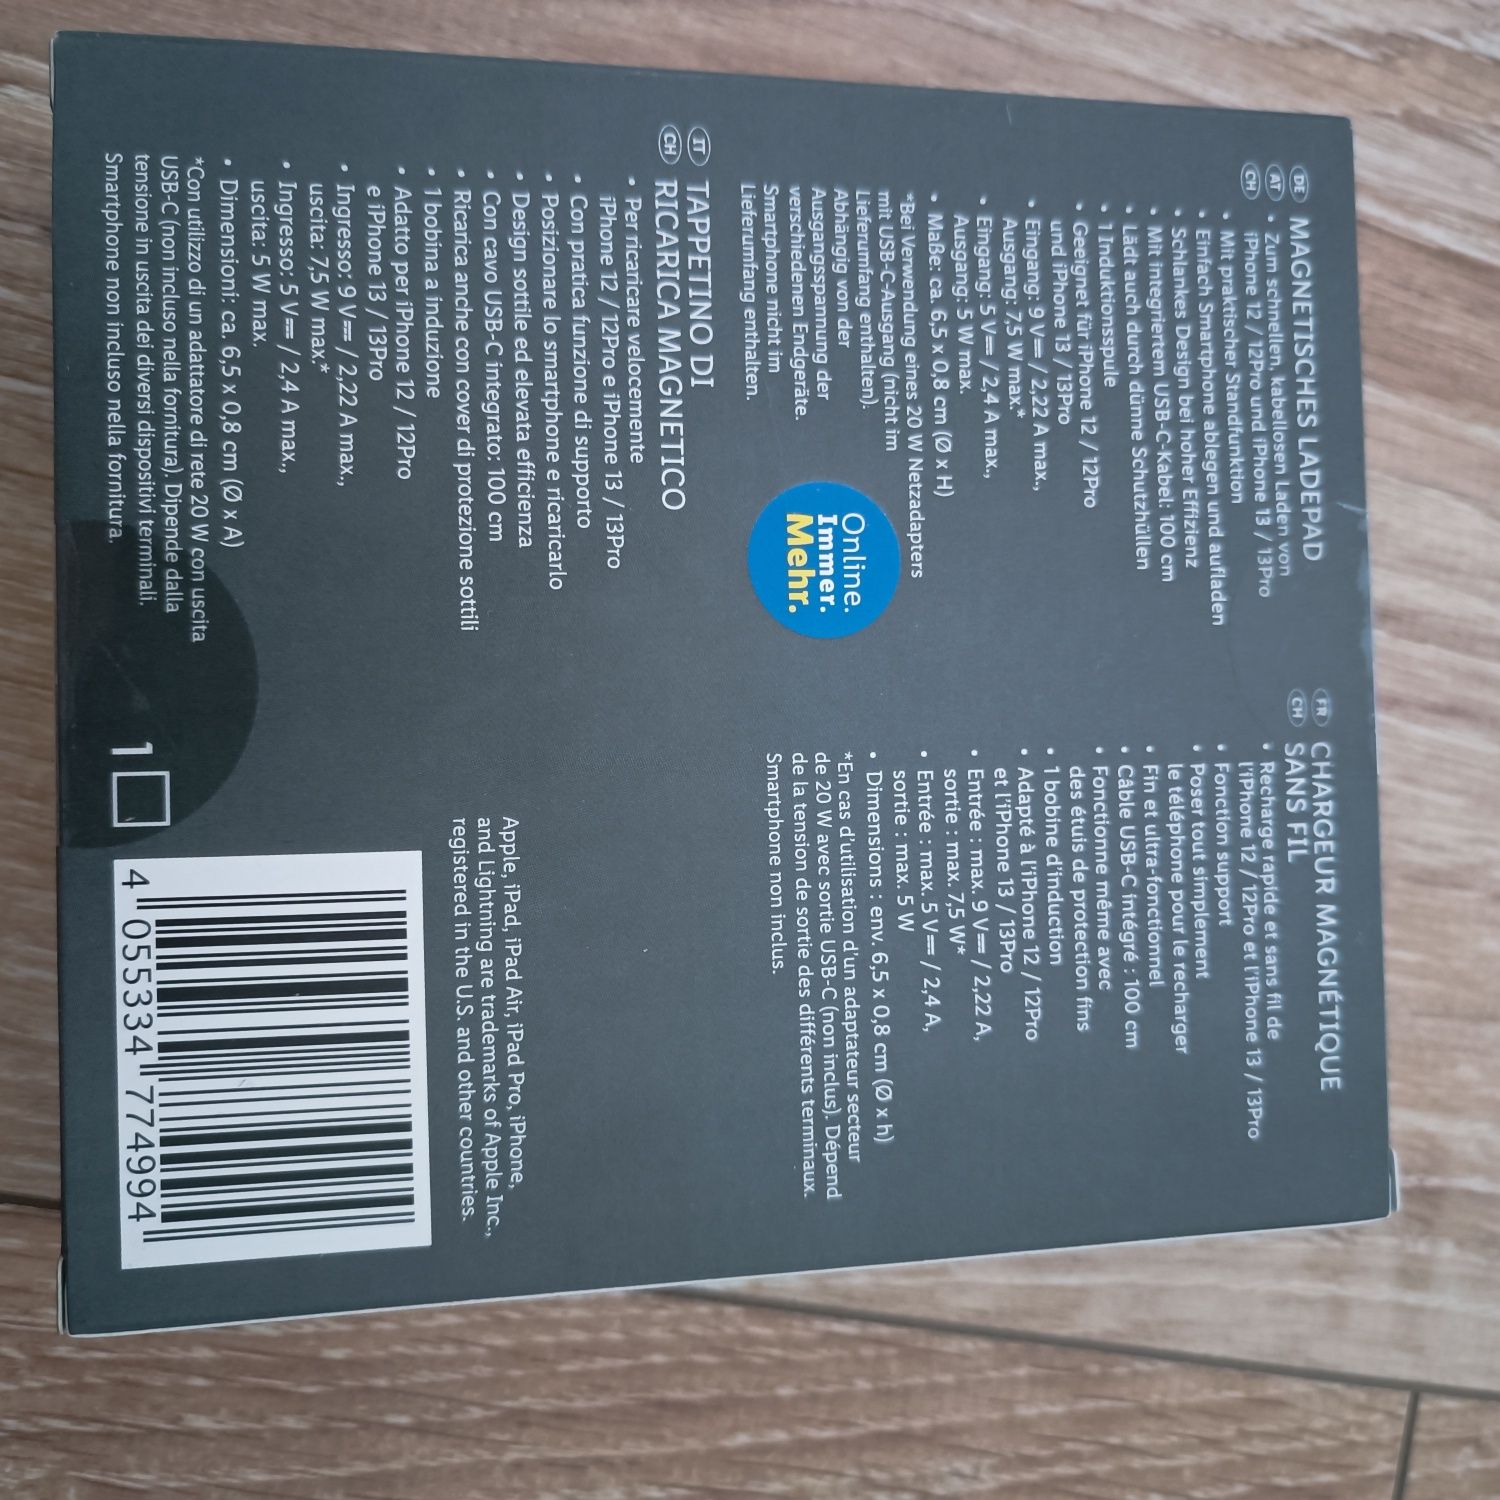 DE MAGNETISCHES LADEPAD
AT
CH
• Zum schnellen, kabellosen Laden von
iPhone 12 / 12Pro und iPhone 13 / 13Pro
• Mit praktischer Standfunktion
• Einfach Smartphone ablegen und aufladen
• Schlankes Design bei hoher Effizienz
• Mit integriertem USB-C-Kabel: 100 cm
• Lädt auch durch dünne Schutzhüllen
• 1 Induktionsspule
• Geeignet für iPhone 12 / 12Pro
und iPhone 13 / 13Pro
• Eingang: 9 V⎓ / 2,22 A max.,
Ausgang: 7,5 W max.*
• Eingang: 5 V⎓ / 2,4 A max.,
Ausgang: 5 W max.
• Maße: ca. 6,5 x 0,8 cm (Ø x H)
*Bei Verwendung eines 20 W Netzadapters
mit USB-C-Ausgang (nicht im
Lieferumfang enthalten).
Abhängig von der
Ausgangsspannung der
verschiedenen Endgeräte.
Smartphone nicht im
Lieferumfang enthalten.
Online.
Immer.
Mehr.
FR CHARGEUR MAGNÉTIQUE
CH SANS FIL
• Recharge rapide et sans fil de
l'iPhone 12 / 12Pro et l'iPhone 13 / 13Pro
• Fonction support
• Poser tout simplement
le téléphone pour le recharger
• Fin et ultra-fonctionnel
• Câble USB-C intégré : 100 cm
• Fonctionne même avec
des étuis de protection fins
• 1 bobine d'induction
• Adapté à l'iPhone 12 / 12Pro
et l'iPhone 13 / 13Pro
• Entrée : max. 9 V⎓ / 2,22 A,
sortie : max. 7,5 W*
• Entrée : max. 5 V⎓ / 2,4 A,
sortie : max. 5 W
• Dimensions : env. 6,5 x 0,8 cm (Ø x h)
*En cas d'utilisation d'un adaptateur secteur
de 20 W avec sortie USB-C (non inclus). Dépend
de la tension de sortie des différents terminaux.
Smartphone non inclus.
IT TAPPETINO DI
CH RICARICA MAGNETICO
• Per ricaricare velocemente
iPhone 12 / 12Pro e iPhone 13 / 13Pro
• Con pratica funzione di supporto
• Posizionare lo smartphone e ricaricarlo
• Design sottile ed elevata efficienza
• Con cavo USB-C integrato: 100 cm
• Ricarica anche con cover di protezione sottili
• 1 bobina a induzione
• Adatto per iPhone 12 / 12Pro
e iPhone 13 / 13Pro
• Ingresso: 9 V⎓ / 2,22 A max.,
uscita: 7,5 W max.*
• Ingresso: 5 V⎓ / 2,4 A max.,
uscita: 5 W max.
• Dimensioni: ca. 6,5 x 0,8 cm (Ø x A)
*Con utilizzo di un adattatore di rete 20 W con uscita
USB-C (non incluso nella fornitura). Dipende dalla
tensione in uscita dei diversi dispositivi terminali.
Smartphone non incluso nella fornitura.
Apple, iPad, iPad Air, iPad Pro, iPhone,
and Lightning are trademarks of Apple Inc.,
registered in the U.S. and other countries.
1
4 055334 774994